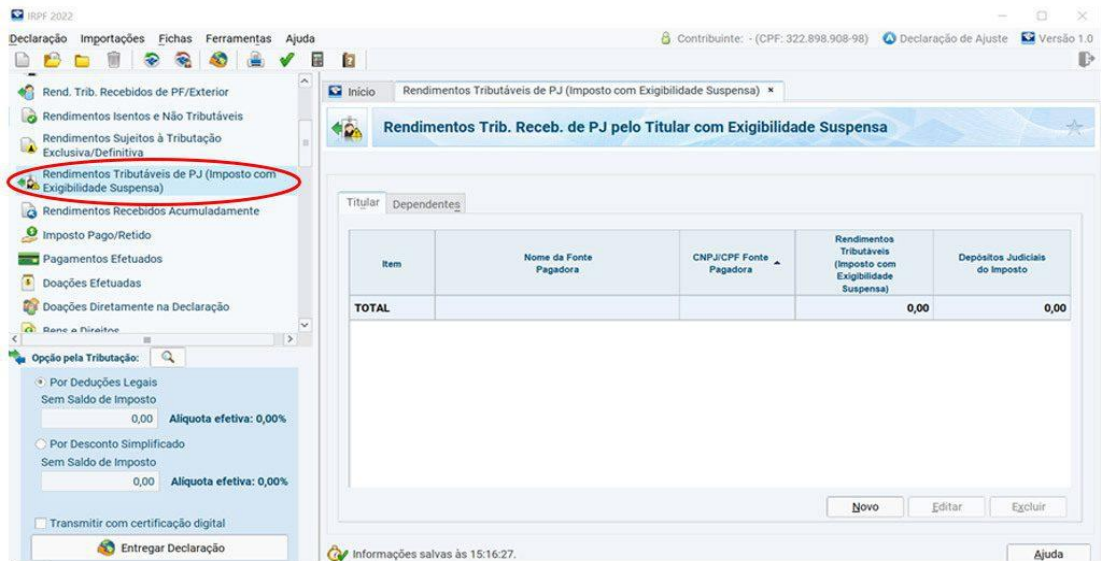 IRPF 2022
Declaração Importações Fichas Ferramentas Ajuda
Contribuinte: - (CPF: 322.898.908-98) Declaração de Ajuste Versão 1.0
Rend. Trib. Recebidos de PF/Exterior
Rendimentos Isentos e Não Tributáveis
Rendimentos Sujeitos à Tributação
Exclusiva/Definitiva
Rendimentos Tributáveis de PJ (Imposto com
Exigibilidade Suspensa)
Rendimentos Recebidos Acumuladamente
Imposto Pago/Retido
Pagamentos Efetuados
Doações Efetuadas
Doações Diretamente na Declaração
Bens e Direitos
Opção pela Tributação:
Por Deduções Legais
Sem Saldo de Imposto
0,00 Alíquota efetiva: 0,00%
Por Desconto Simplificado
Sem Saldo de Imposto
0,00 Alíquota efetiva: 0,00%
Transmitir com certificação digital
Entregar Declaração
Início Rendimentos Tributáveis de PJ (Imposto com Exigibilidade Suspensa) ×
Rendimentos Trib. Receb. de PJ pelo Titular com Exigibilidade Suspensa
Titular Dependentes
Item
Nome da Fonte
Pagadora
CNPJ/CPF Fonte
Pagadora
Rendimentos
Tributáveis
(Imposto com
Exigibilidade
Suspensa)
Depósitos Judiciais
do Imposto
TOTAL 0,00 0,00
Novo Editar Excluir
Informações salvas às 15:16:27.
Ajuda